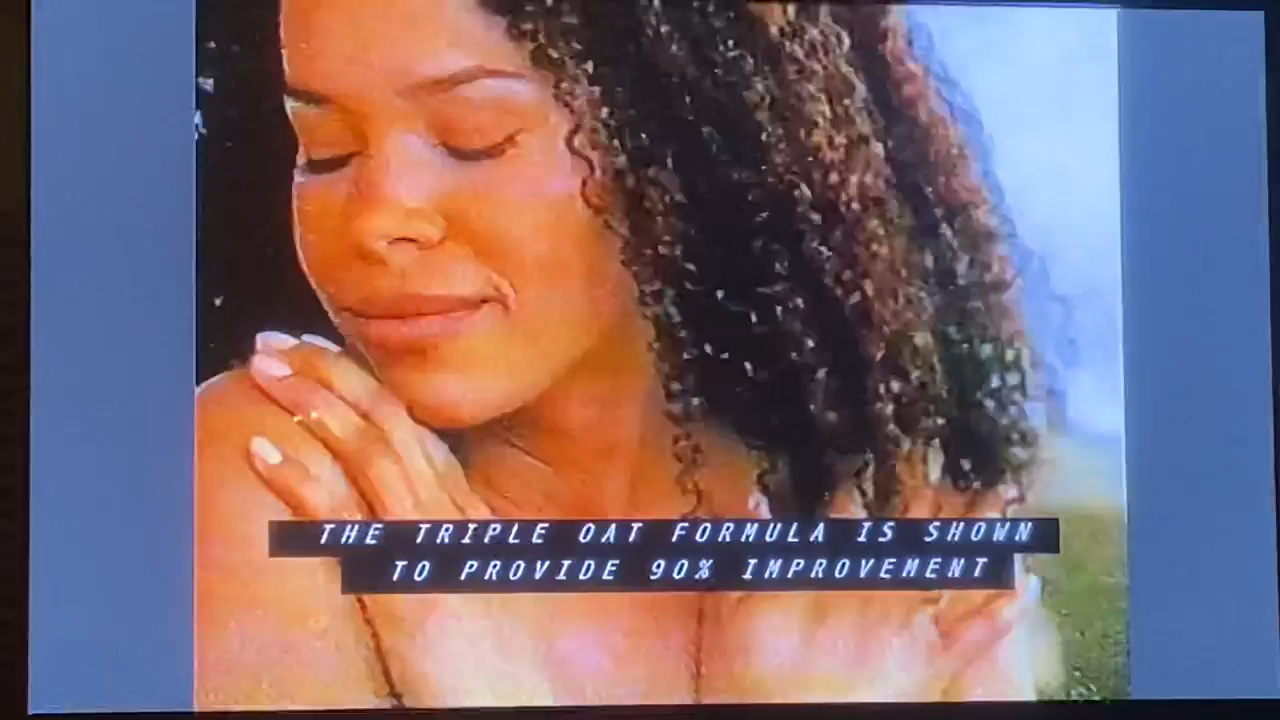 THE TRIPLE OAT FORMULA IS SHOWN
TO PROVIDE 90% IMPROVEMENT